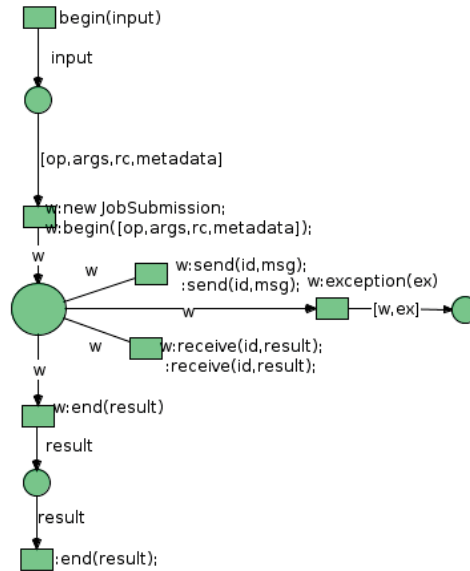 begin(input)
input
[op,args,rc,metadata]
w:new JobSubmission;
w:begin([op,args,rc,metadata]);
w
w
w:send(id,msg);
:send(id,msg);
w:exception(ex)
w
[w,ex]
w
w:receive(id,result);
:receive(id,result);
w
w:end(result)
result
result
:end(result);